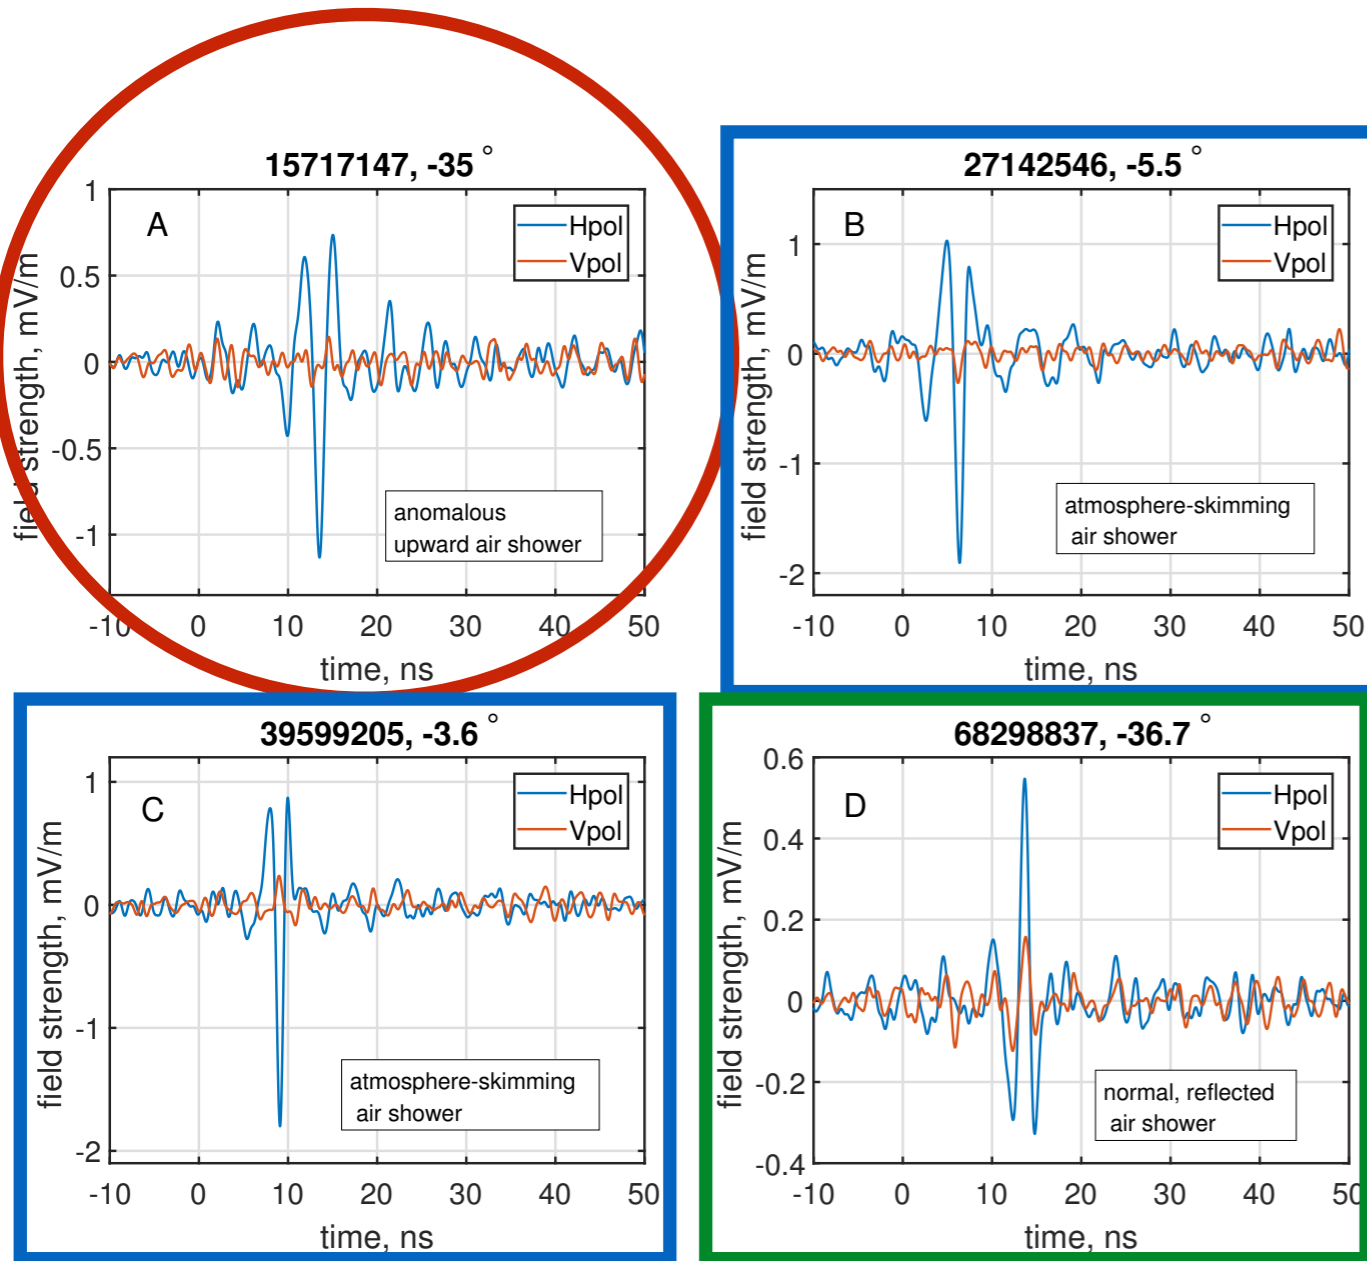 15717147, -35 °
field strength, mV/m
1
0.5
0
-0.5
-1
A
Hpol
Vpol
anomalous
upward air shower
-10 0 10 20 30 40 50
time, ns
27142546, -5.5 °
field strength, mV/m
1
0
-1
-2
B
Hpol
Vpol
atmosphere-skimming
air shower
-10 0 10 20 30 40 50
time, ns
39599205, -3.6 °
field strength, mV/m
1
0
-1
-2
C
Hpol
Vpol
atmosphere-skimming
air shower
-10 0 10 20 30 40 50
time, ns
68298837, -36.7 °
field strength, mV/m
0.6
0.4
0.2
0
-0.2
-0.4
D
Hpol
Vpol
normal, reflected
air shower
-10 0 10 20 30 40 50
time, ns